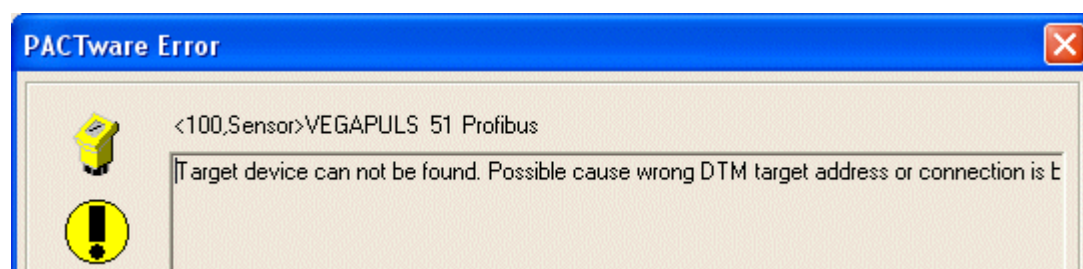 PACTware Error
<100,Sensor>VEGAPULS 51 Profibus
Target device can not be found. Possible cause wrong DTM target address or connection is